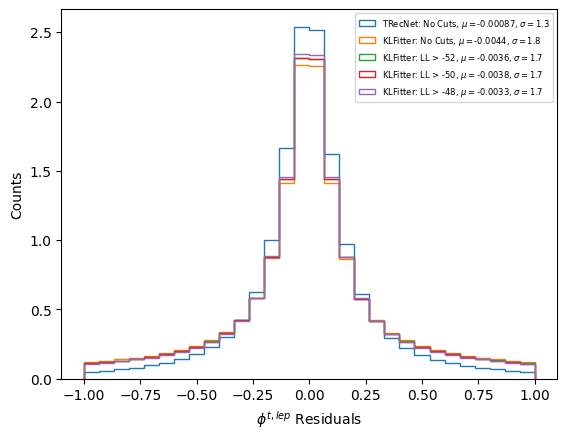 TRecNet: No Cuts, μ = -0.00087, σ = 1.3
KLFitter: No Cuts, μ = -0.0044, σ = 1.8
KLFitter: LL > -52, μ = -0.0036, σ = 1.7
KLFitter: LL > -50, μ = -0.0038, σ = 1.7
KLFitter: LL > -48, μ = -0.0033, σ = 1.7
Counts
2.5
2.0
1.5
1.0
0.5
0.0
−1.00 −0.75 −0.50 −0.25 0.00 0.25 0.50 0.75 1.00
ϕ^{t, lep} Residuals